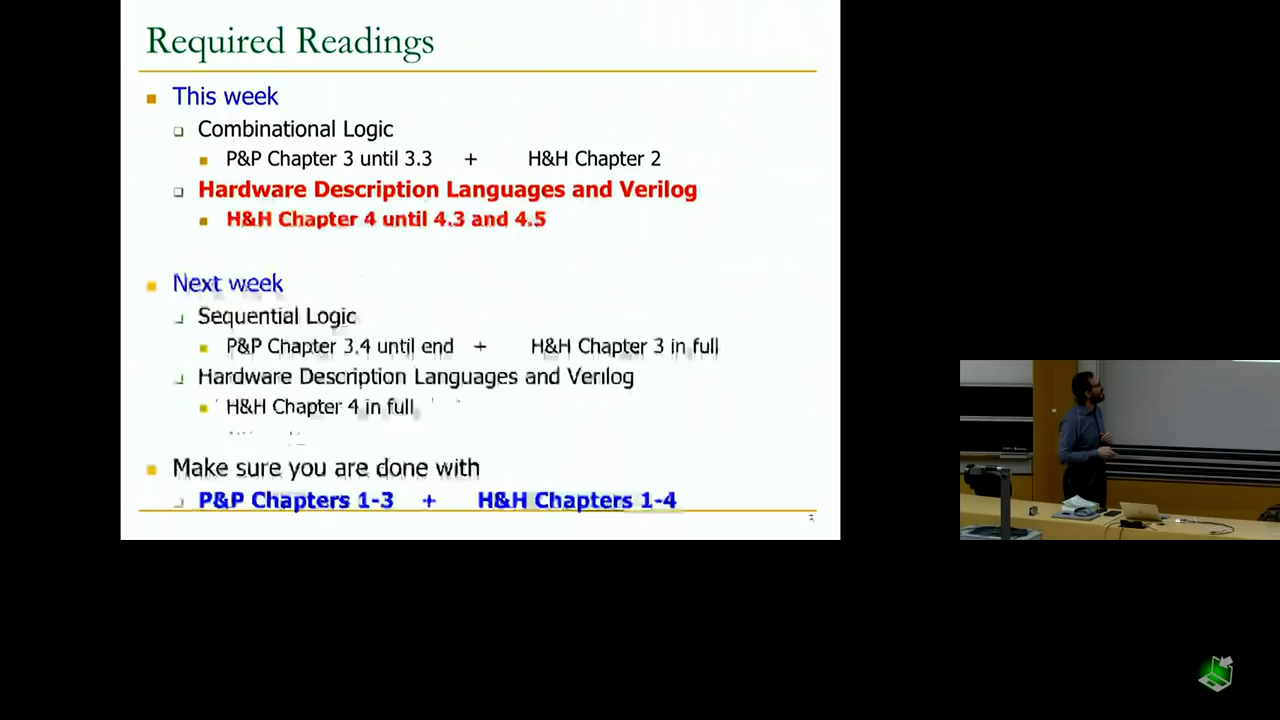 Required Readings
This week
Combinational Logic
P&P Chapter 3 until 3.3 + H&H Chapter 2
Hardware Description Languages and Verilog
H&H Chapter 4 until 4.3 and 4.5
Next week
Sequential Logic
P&P Chapter 3.4 until end + H&H Chapter 3 in full
Hardware Description Languages and Verilog
H&H Chapter 4 in full
Make sure you are done with
P&P Chapters 1-3 + H&H Chapters 1-4
3